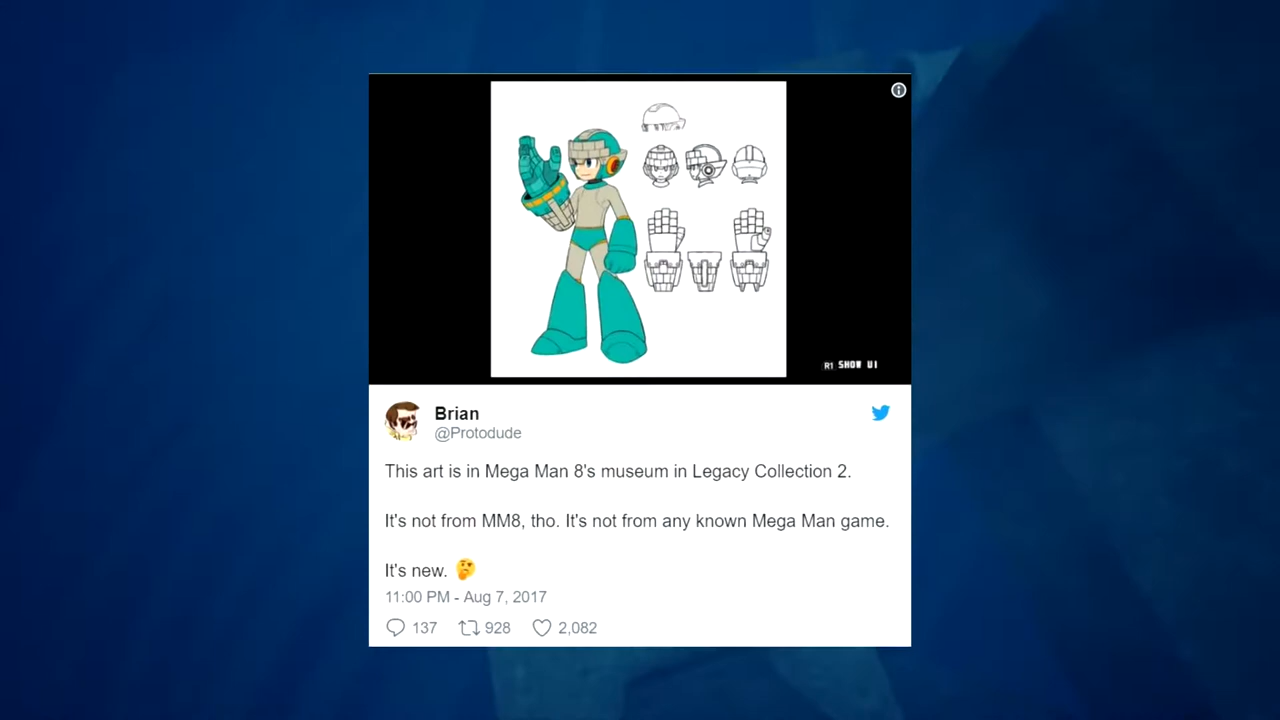 R1 SHOW UI
Brian
@Protodude
This art is in Mega Man 8's museum in Legacy Collection 2.
It's not from MM8, tho. It's not from any known Mega Man game.
It's new. 🤔
11:00 PM - Aug 7, 2017
137 928 2,082